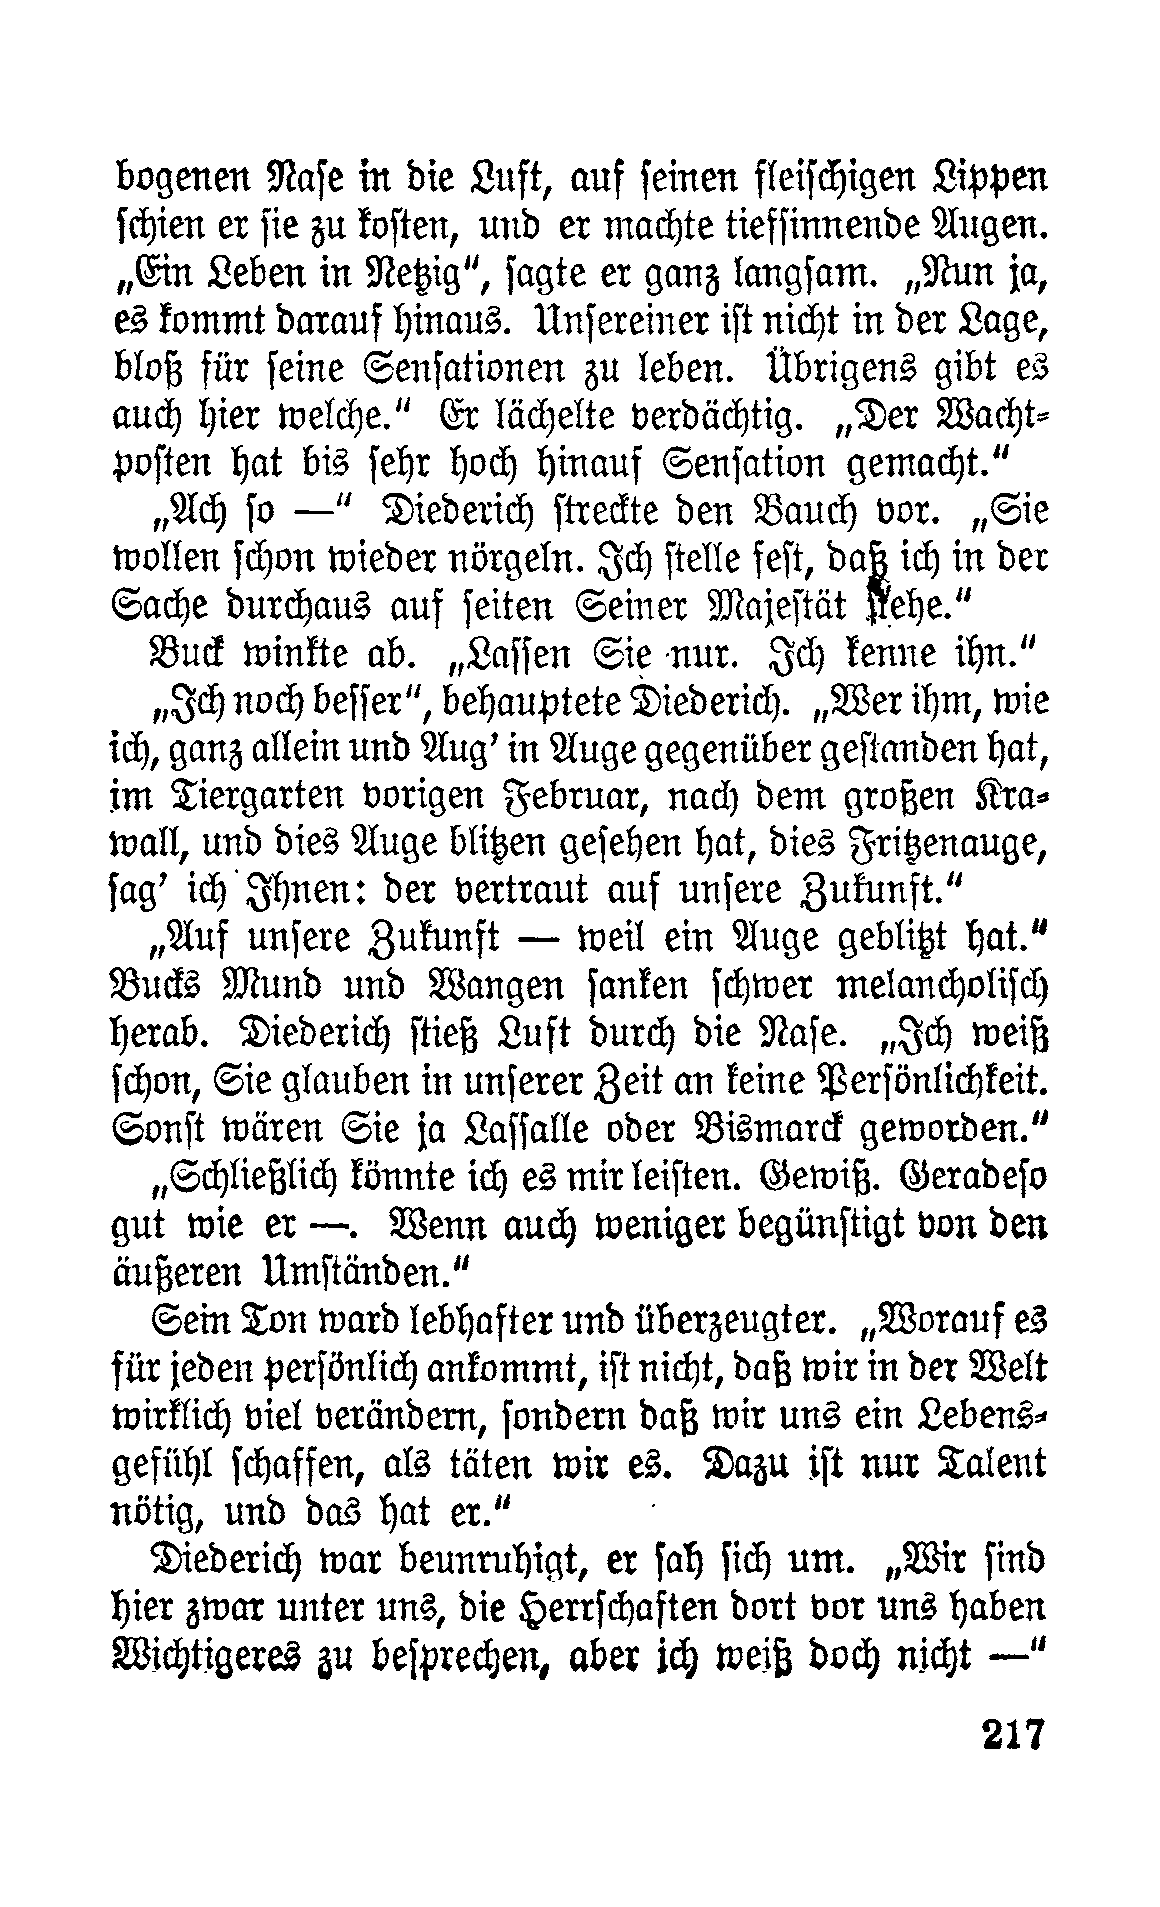 bogenen Naſe in die Luft, auf ſeinen fleiſchigen Lippen
ſchien er ſie zu koſten, und er machte tiefſinnende Augen.
„Ein Leben in Netzig“, ſagte er ganz langſam. „Nun ja,
es kommt darauf hinaus. Unſereiner iſt nicht in der Lage,
bloß für ſeine Senſationen zu leben. Übrigens gibt es
auch hier welche.“ Er lächelte verdächtig. „Der Wacht-
poſten hat bis ſehr hoch hinauf Senſation gemacht.“
„Ach ſo —“ Diederich ſtreckte den Bauch vor. „Sie
wollen ſchon wieder nörgeln. Ich ſtelle feſt, daß ich in der
Sache durchaus auf ſeiten Seiner Majeſtät ſtehe.“
Buck winkte ab. „Laſſen Sie nur. Ich kenne ihn.“
„Ich noch beſſer“, behauptete Diederich. „Wer ihm, wie
ich, ganz allein und Aug’ in Auge gegenüber geſtanden hat,
im Tiergarten vorigen Februar, nach dem großen Kra-
wall, und dies Auge blitzen geſehen hat, dies Fritzenauge,
ſag’ ich Ihnen: der vertraut auf unſere Zukunft.“
„Auf unſere Zukunft — weil ein Auge geblitzt hat.“
Bucks Mund und Wangen ſanken ſchwer melancholiſch
herab. Diederich ſtieß Luft durch die Naſe. „Ich weiß
ſchon, Sie glauben in unſerer Zeit an keine Perſönlichkeit.
Sonſt wären Sie ja Laſſalle oder Bismarck geworden.“
„Schließlich könnte ich es mir leiſten. Gewiß. Geradeſo
gut wie er —. Wenn auch weniger begünſtigt von den
äußeren Umſtänden.“
Sein Ton ward lebhafter und überzeugter. „Worauf es
für jeden perſönlich ankommt, iſt nicht, daß wir in der Welt
wirklich viel verändern, ſondern daß wir uns ein Lebens-
gefühl ſchaffen, als täten wir es. Dazu iſt nur Talent
nötig, und das hat er.“
Diederich war beunruhigt, er ſah ſich um. „Wir ſind
hier zwar unter uns, die Herrſchaften dort vor uns haben
Wichtigeres zu beſprechen, aber ich weiß doch nicht —“
217